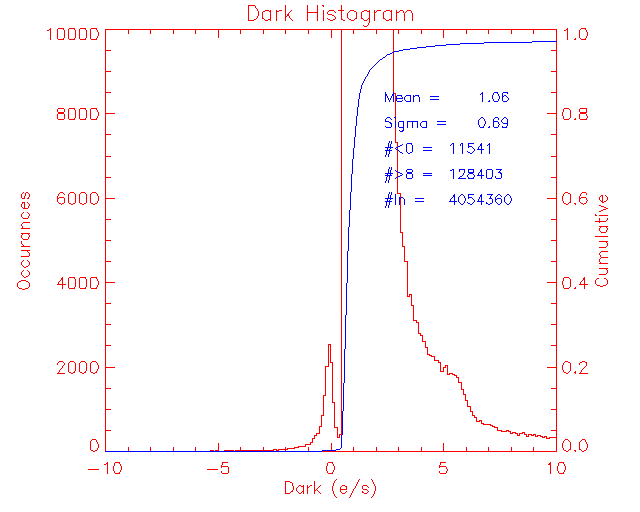 Dark Histogram
10000
8000
6000
4000
2000
0
Occurances
1.0
0.8
0.6
0.4
0.2
0.0
Cumulative
Mean = 1.06
Sigma = 0.69
#<0 = 11541
#>8 = 128403
#In = 4054360
-10 -5 0 5 10
Dark (e/s)